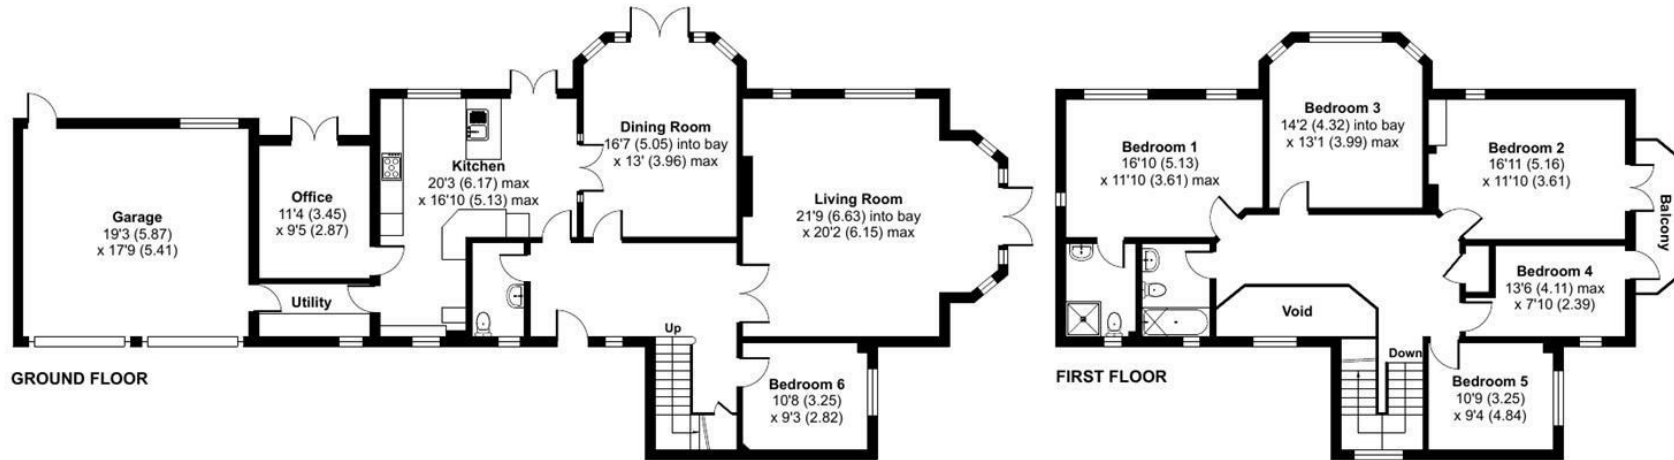 Garage
19'3 (5.87)
x 17'9 (5.41)
Office
11'4 (3.45)
x 9'5 (2.87)
Utility
Kitchen
20'3 (6.17) max
x 16'10 (5.13) max
Dining Room
16'7 (5.05) into bay
x 13' (3.96) max
Living Room
21'9 (6.63) into bay
x 20'2 (6.15) max
Up
Bedroom 6
10'8 (3.25)
x 9'3 (2.82)
GROUND FLOOR
Bedroom 1
16'10 (5.13)
x 11'10 (3.61) max
Bedroom 3
14'2 (4.32) into bay
x 13'1 (3.99) max
Bedroom 2
16'11 (5.16)
x 11'10 (3.61)
Balcony
Bedroom 4
13'6 (4.11) max
x 7'10 (2.39)
Void
Down
Bedroom 5
10'9 (3.25)
x 9'4 (4.84)
FIRST FLOOR